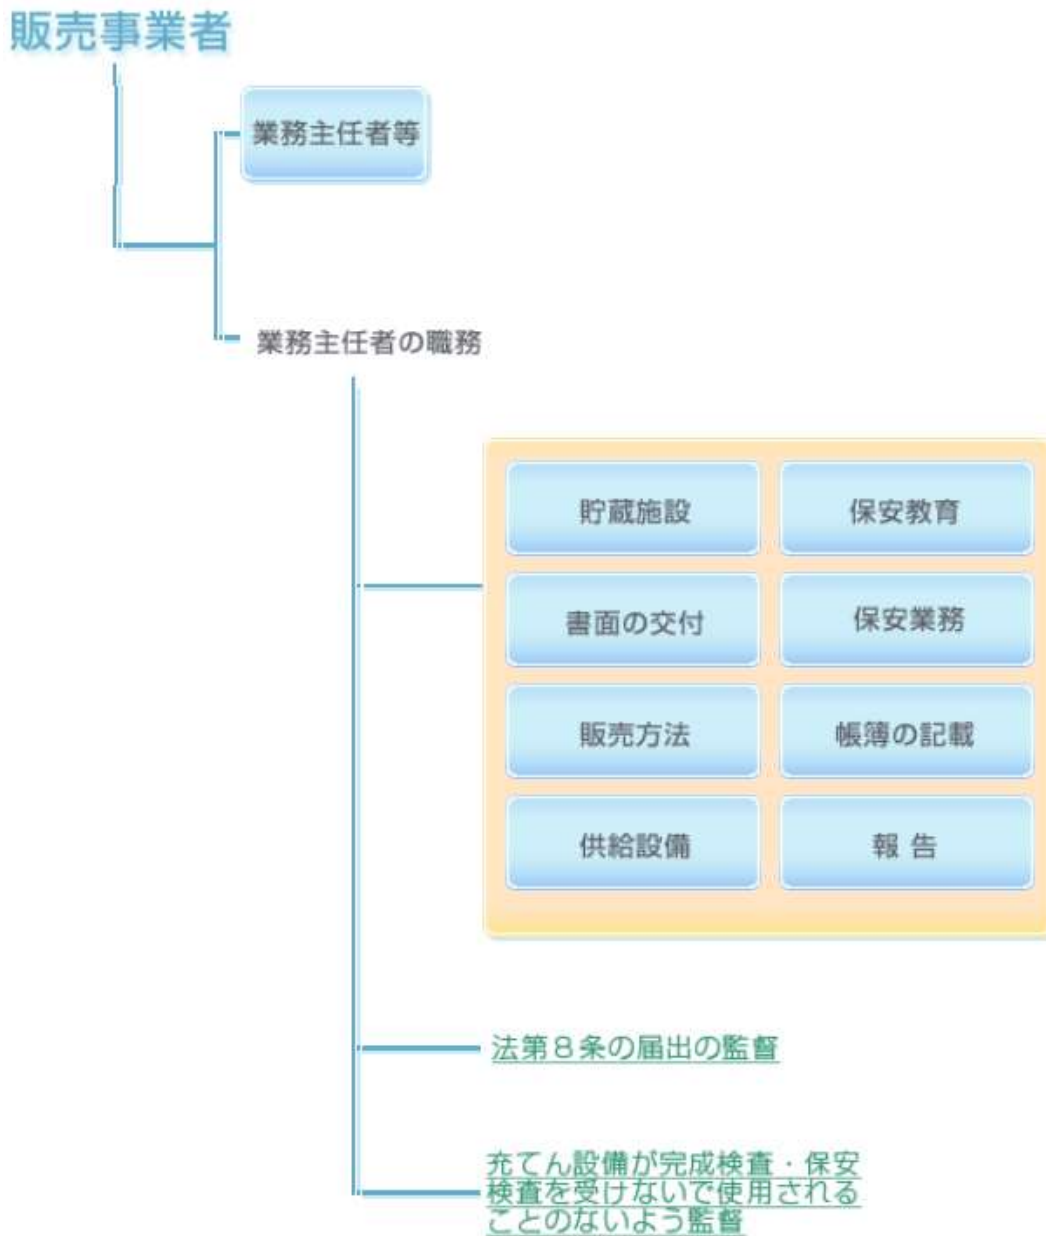 販売事業者
業務主任者等
業務主任者の職務
貯蔵施設
保安教育
書面の交付
保安業務
販売方法
帳簿の記載
供給設備
報 告
法第８条の届出の監督
充てん設備が完成検査・保安
検査を受けないで使用される
ことのないよう監督